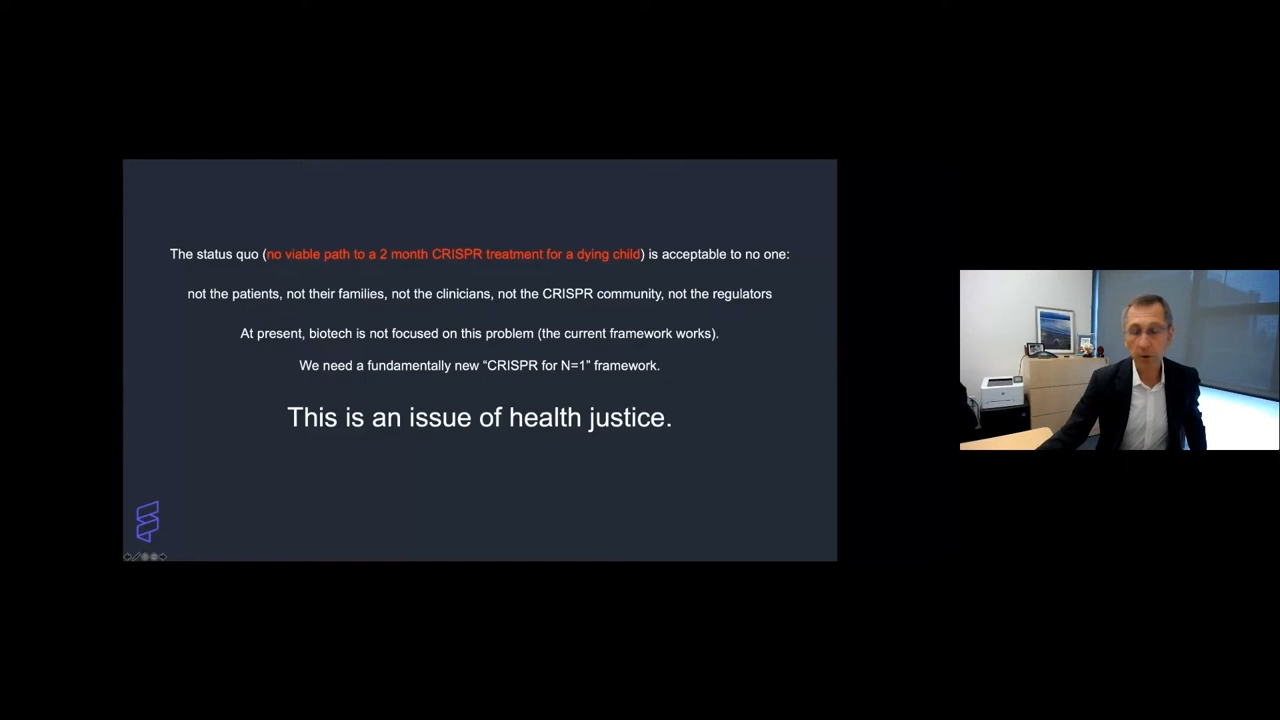 The status quo (no viable path to a 2 month CRISPR treatment for a dying child) is acceptable to no one:
not the patients, not their families, not the clinicians, not the CRISPR community, not the regulators
At present, biotech is not focused on this problem (the current framework works).
We need a fundamentally new “CRISPR for N=1” framework.
This is an issue of health justice.